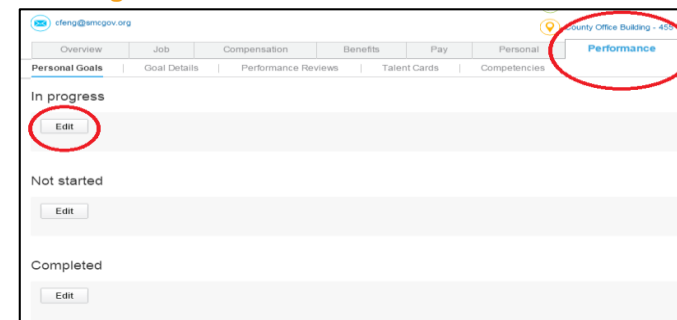 cfeng@smcgov.org
County Office Building - 455
Overview Job Compensation Benefits Pay Personal Performance
Personal Goals | Goal Details | Performance Reviews | Talent Cards | Competencies
In progress
Edit
Not started
Edit
Completed
Edit